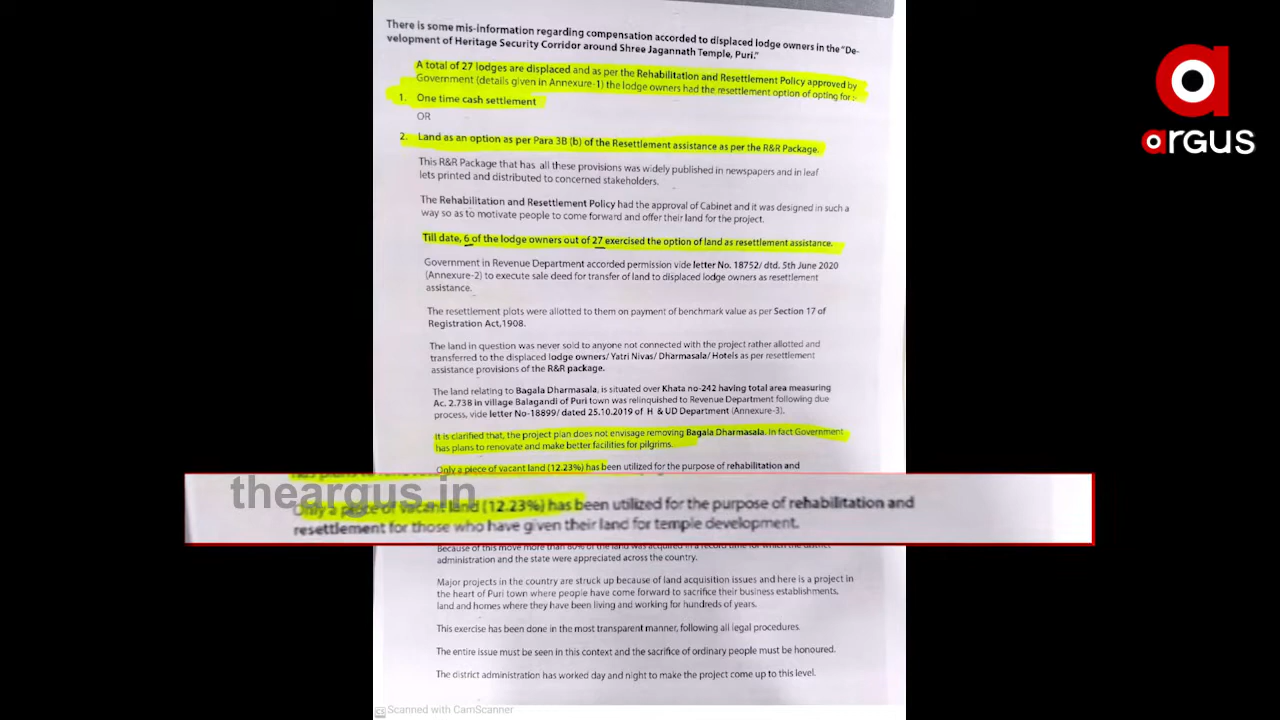 There is some mis-information regarding compensation accorded to displaced lodge owners in the "De-
velopment of Heritage Security Corridor around Shree Jagannath Temple, Puri."
A total of 27 lodges are displaced and as per the Rehabilitation and Resettlement Policy approved by
Government (details given in Annexure-1) the lodge owners had the resettlement option of opting for :-
1. One time cash settlement
OR
2. Land as an option as per Para 3B (b) of the Resettlement assistance as per the R&R Package.
This R&R Package that has all these provisions was widely published in newspapers and in leaf
lets printed and distributed to concerned stakeholders.
The Rehabilitation and Resettlement Policy had the approval of Cabinet and it was designed in such a
way so as to motivate people to come forward and offer their land for the project.
Till date, 6 of the lodge owners out of 27 exercised the option of land as resettlement assistance.
Government in Revenue Department accorded permission vide letter No. 18752/ dtd. 5th June 2020
(Annexure-2) to execute sale deed for transfer of land to displaced lodge owners as resettlement
assistance.
The resettlement plots were allotted to them on payment of benchmark value as per Section 17 of
Registration Act,1908.
The land in question was never sold to anyone not connected with the project rather allotted and
transferred to the displaced lodge owners/ Yatri Nivas/ Dharmasala/ Hotels as per resettlement
assistance provisions of the R&R package.
The land relating to Bagala Dharmasala, is situated over Khata no-242 having total area measuring
Ac. 2.738 in village Balagandi of Puri town was relinquished to Revenue Department following due
process, vide letter No-18899/ dated 25.10.2019 of H & UD Department (Annexure-3).
It is clarified that, the project plan does not envisage removing Bagala Dharmasala. In fact Government
has plans to renovate and make better facilities for pilgrims.
Only a piece of vacant land (12.23%) has been utilized for the purpose of rehabilitation and
theargus.in
Only a piece of vacant land (12.23%) has been utilized for the purpose of rehabilitation and
resettlement for those who have given their land for temple development.
Because of this move more than 80% of the land was acquired in a record time for which the district
administration and the state were appreciated across the country.
Major projects in the country are struck up because of land acquisition issues and here is a project in
the heart of Puri town where people have come forward to sacrifice their business establishments,
land and homes where they have been living and working for hundreds of years.
This exercise has been done in the most transparent manner, following all legal procedures.
The entire issue must be seen in this context and the sacrifice of ordinary people must be honoured.
The district administration has worked day and night to make the project come up to this level.
Scanned with CamScanner
argus